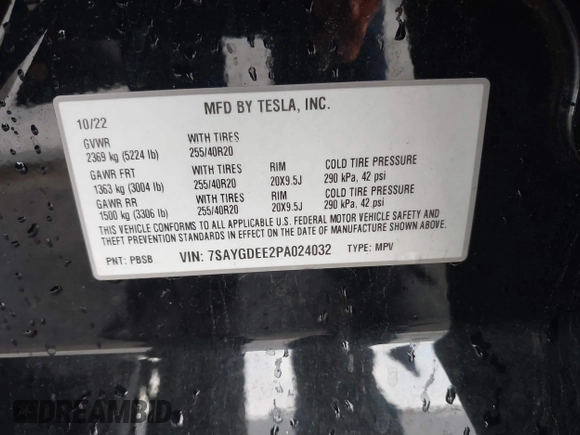 MFD BY TESLA, INC.
10/22
GVWR WITH TIRES
2369 kg (5224 lb) 255/40R20
GAWR FRT WITH TIRES RIM COLD TIRE PRESSURE
1363 kg (3004 lb) 255/40R20 20X9.5J 290 kPa, 42 psi
GAWR RR WITH TIRES RIM COLD TIRE PRESSURE
1500 kg (3306 lb) 255/40R20 20X9.5J 290 kPa, 42 psi
THIS VEHICLE CONFORMS TO ALL APPLICABLE U.S. FEDERAL MOTOR VEHICLE SAFETY AND
THEFT PREVENTION STANDARDS IN EFFECT ON THE DATE OF MANUFACTURE SHOWN ABOVE.
PNT: PBSB VIN: 7SAYGDEE2PA024032 TYPE: MPV
DREAMBID.com